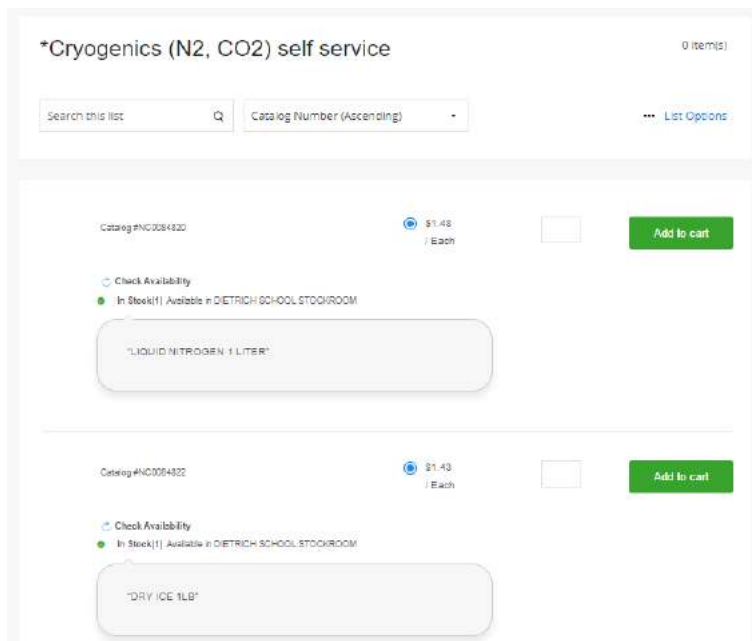 *Cryogenics (N2, CO2) self service
0 item(s)
Search this list
Catalog Number (Ascending)
••• List Options
Catalog #NC0084820
$1.43
/ Each
Add to cart
Check Availability
In Stock|1| Available in DIETRICH SCHOOL STOCKROOM
"LIQUID NITROGEN 1 LITER"
Catalog #NC0084822
$1.43
/ Each
Add to cart
Check Availability
In Stock|1| Available in DIETRICH SCHOOL STOCKROOM
"DRY ICE 1LB"